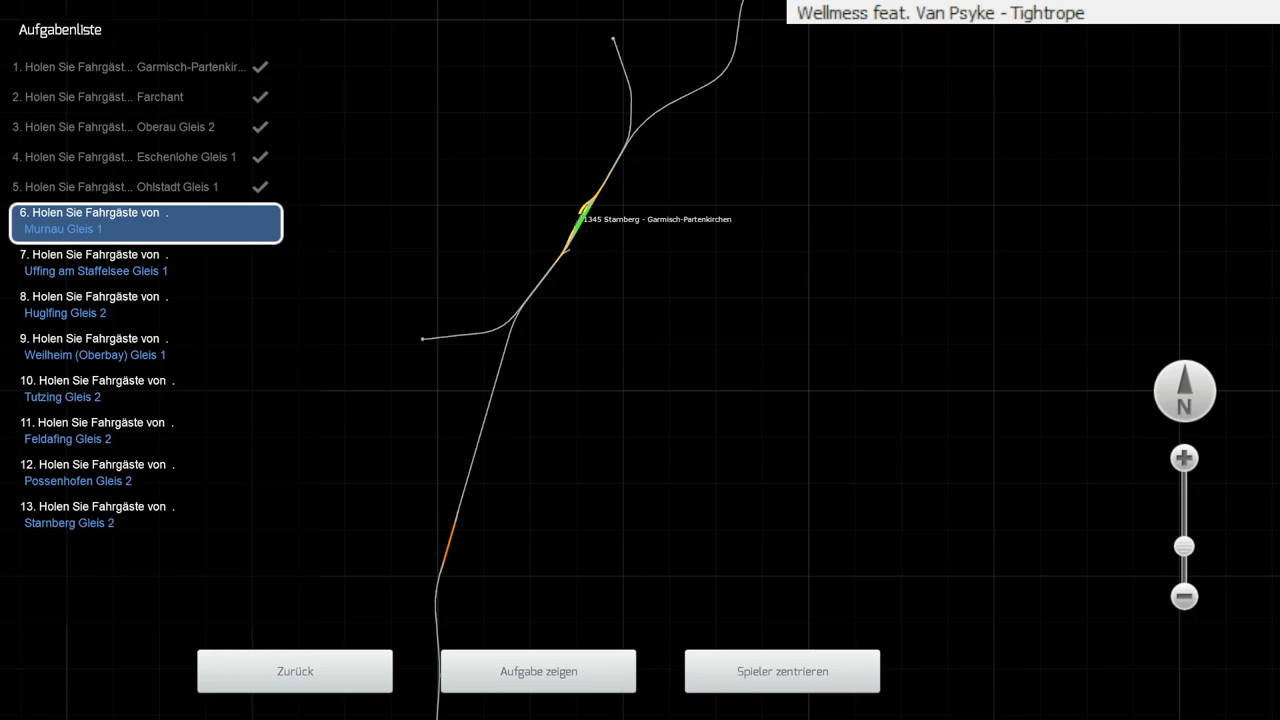 Wellmess feat. Van Psyke - Tightrope
Aufgabenliste
1. Holen Sie Fahrgäst... Garmisch-Partenkir...
2. Holen Sie Fahrgäst... Farchant
3. Holen Sie Fahrgäst... Oberau Gleis 2
4. Holen Sie Fahrgäst... Eschenlohe Gleis 1
5. Holen Sie Fahrgäst... Ohlstadt Gleis 1
6. Holen Sie Fahrgäste von .
Murnau Gleis 1
7. Holen Sie Fahrgäste von .
Uffing am Staffelsee Gleis 1
8. Holen Sie Fahrgäste von .
Huglfing Gleis 2
9. Holen Sie Fahrgäste von .
Weilheim (Oberbay) Gleis 1
10. Holen Sie Fahrgäste von .
Tutzing Gleis 2
11. Holen Sie Fahrgäste von .
Feldafing Gleis 2
12. Holen Sie Fahrgäste von .
Possenhofen Gleis 2
13. Holen Sie Fahrgäste von .
Starnberg Gleis 2
1345 Starnberg - Garmisch-Partenkirchen
N
Zurück
Aufgabe zeigen
Spieler zentrieren